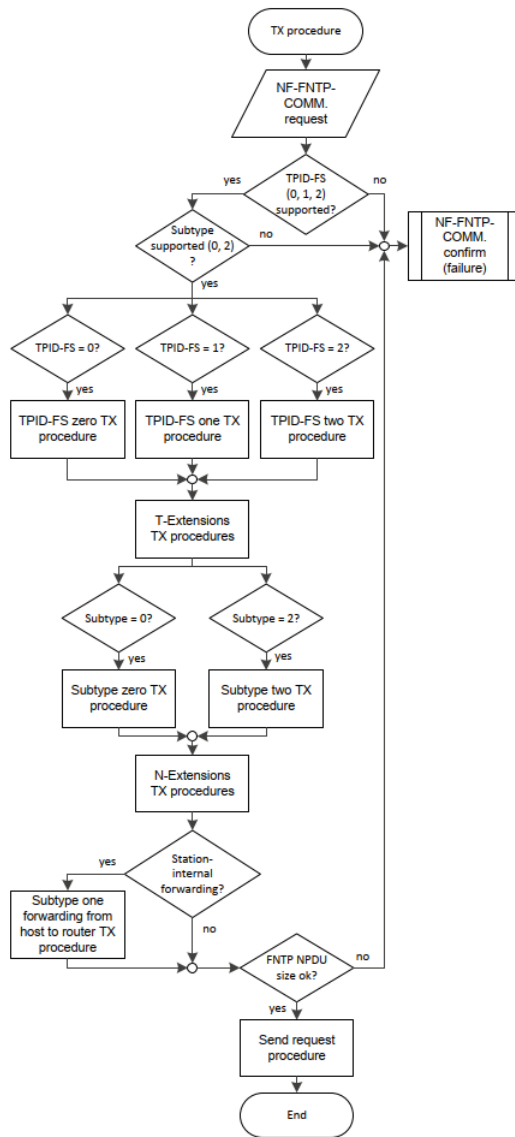 TX procedure
NF-FNTP-
COMM.
request
TPID-FS
(0, 1, 2)
supported?
yes
no
Subtype
supported (0, 2)
?
no
NF-FNTP-
COMM.
confirm
(failure)
yes
TPID-FS = 0?
TPID-FS = 1?
TPID-FS = 2?
yes
yes
yes
TPID-FS zero TX
procedure
TPID-FS one TX
procedure
TPID-FS two TX
procedure
T-Extensions
TX procedures
Subtype = 0?
Subtype = 2?
yes
yes
Subtype zero TX
procedure
Subtype two TX
procedure
N-Extensions
TX procedures
Station-
internal
forwarding?
yes
Subtype one
forwarding from
host to router TX
procedure
no
FNTP NPDU
size ok?
no
yes
Send request
procedure
End